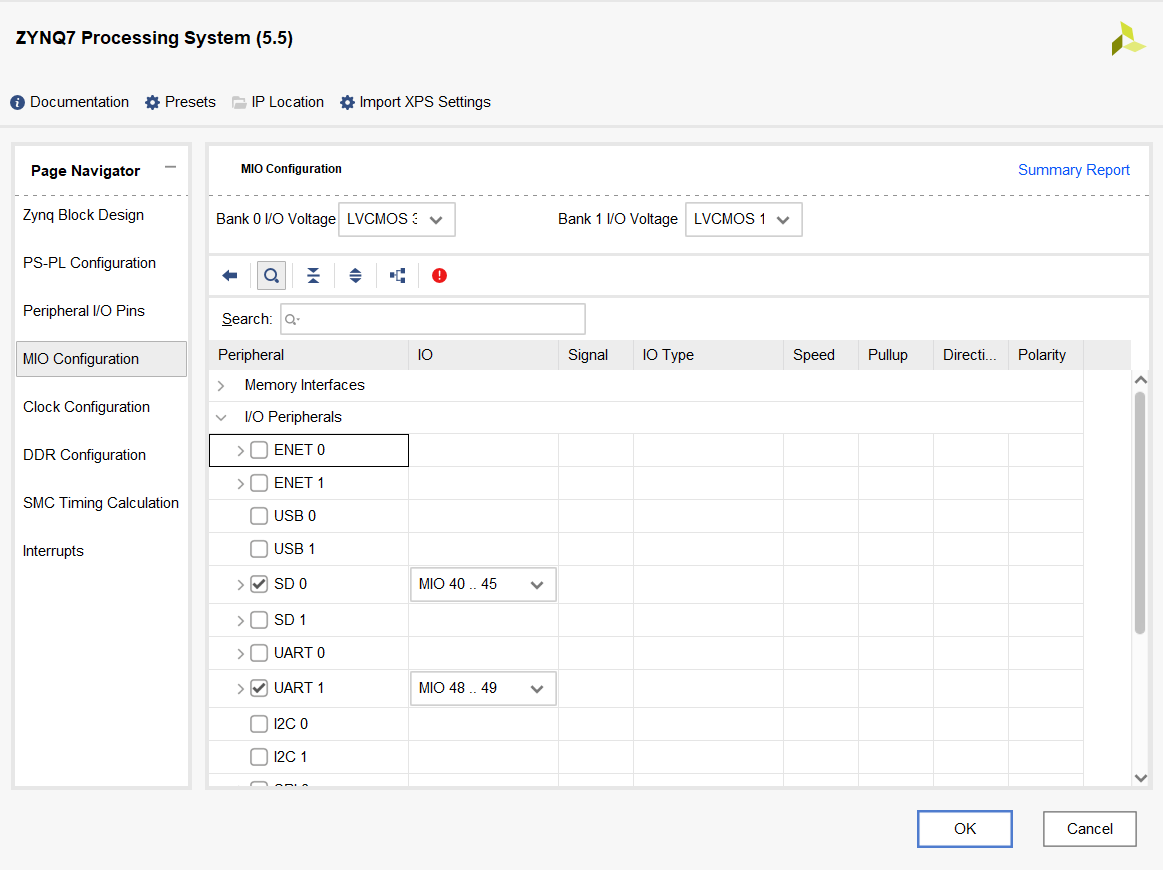 ZYNQ7 Processing System (5.5)
Documentation Presets IP Location Import XPS Settings
Page Navigator
Zynq Block Design
PS-PL Configuration
Peripheral I/O Pins
MIO Configuration
Clock Configuration
DDR Configuration
SMC Timing Calculation
Interrupts
MIO Configuration Summary Report
Bank 0 I/O Voltage LVCMOS Bank 1 I/O Voltage LVCMOS 1
Search:
Peripheral IO Signal IO Type Speed Pullup Directi... Polarity
Memory Interfaces
I/O Peripherals
ENET 0
ENET 1
USB 0
USB 1
SD 0 MIO 40 .. 45
SD 1
UART 0
UART 1 MIO 48 .. 49
I2C 0
I2C 1
OK Cancel